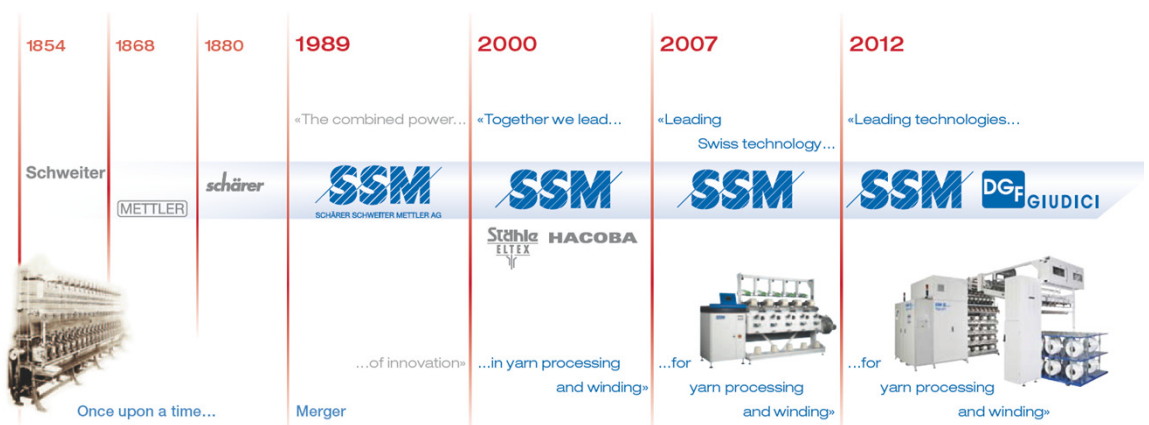 1854
1868
1880
1989
2000
2007
2012
«The combined power...
«Together we lead...
«Leading
Swiss technology...
«Leading technologies...
Schweiter
METTLER
schärer
SSM
SCHÄRER SCHWEITER METTLER AG
SSM
Stähle
ELTEX
HACOBA
SSM
SSM
DGF
GIUDICI
...of innovation»
...in yarn processing
and winding»
...for
yarn processing
and winding»
...for
yarn processing
and winding»
Once upon a time...
Merger